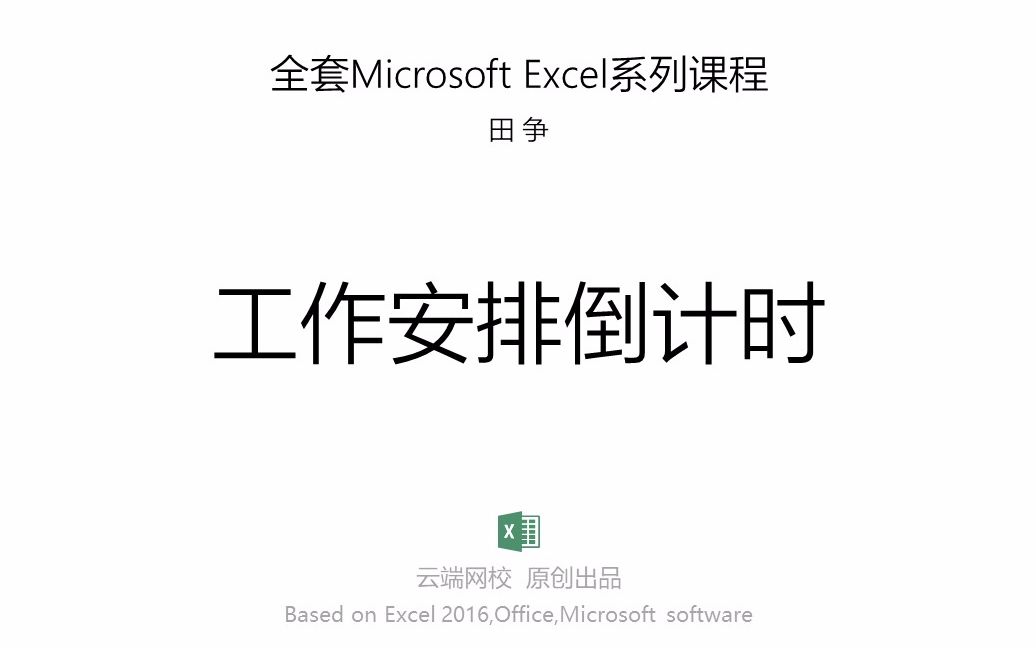 全套Microsoft Excel系列课程
田 争
工作安排倒计时
X
云端网校 原创出品
Based on Excel 2016,Office,Microsoft software